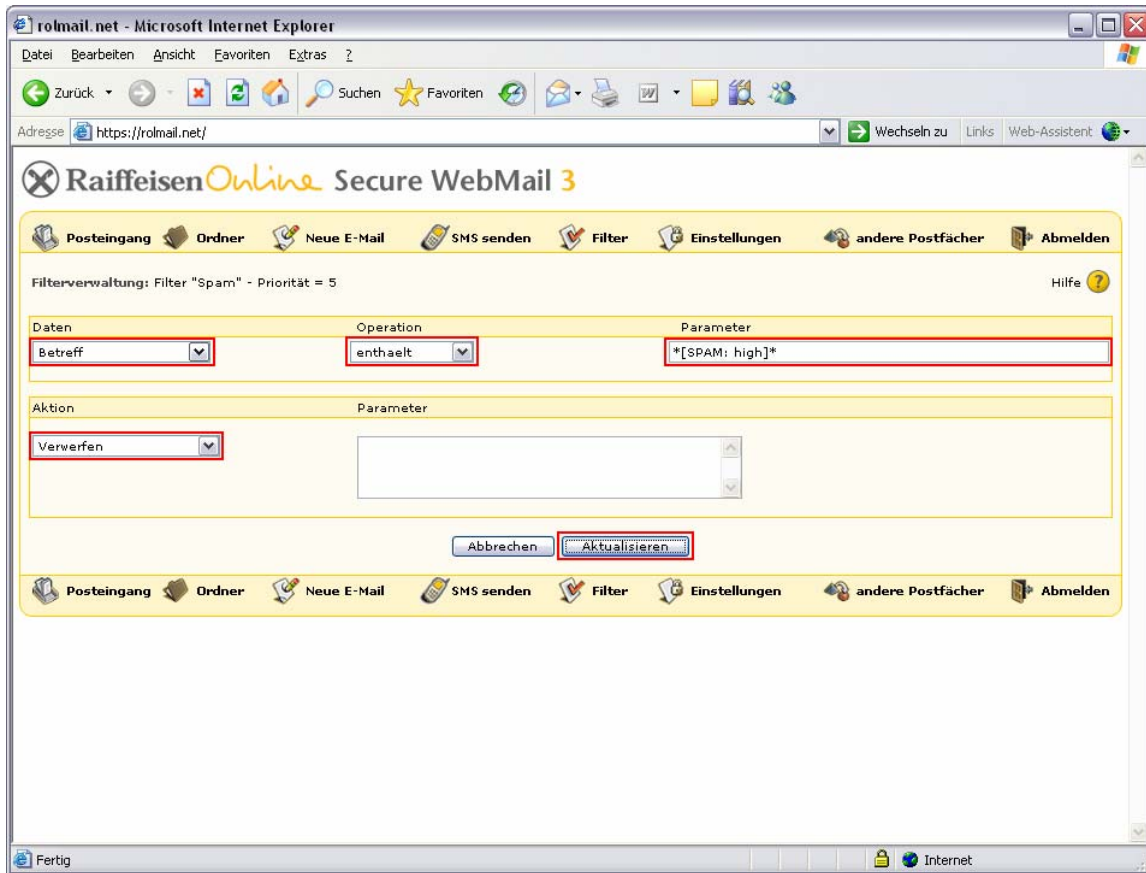 rolmail.net - Microsoft Internet Explorer
Datei Bearbeiten Ansicht Favoriten Extras ?
Zurück Suchen Favoriten
Adresse https://rolmail.net/ Wechseln zu Links Web-Assistent
Raiffeisen Online Secure WebMail 3
Posteingang Ordner Neue E-Mail SMS senden Filter Einstellungen andere Postfächer Abmelden
Filterverwaltung: Filter "Spam" - Priorität = 5 Hilfe ?
Daten Operation Parameter
Betreff enthaelt *[SPAM: high]*
Aktion Parameter
Verwerfen
Abbrechen Aktualisieren
Posteingang Ordner Neue E-Mail SMS senden Filter Einstellungen andere Postfächer Abmelden
Fertig Internet